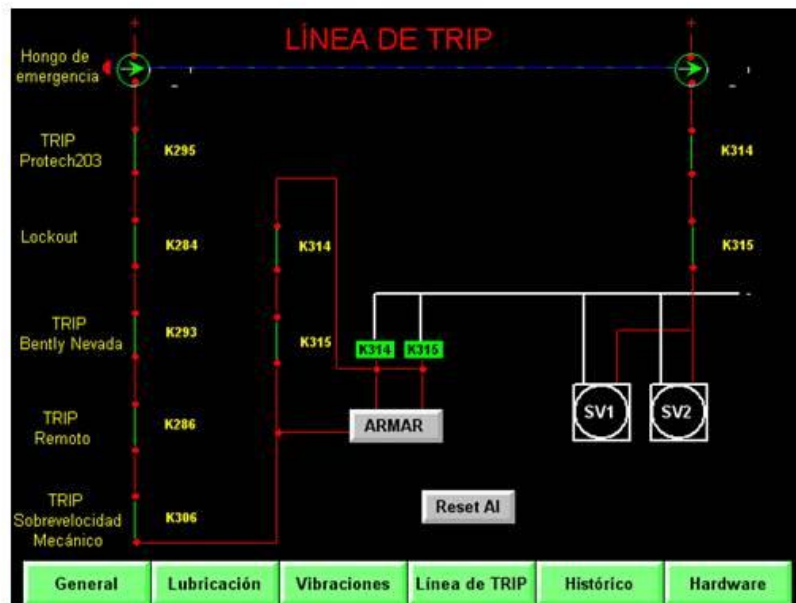 LÍNEA DE TRIP
Hongo de
emergencia
TRIP
Protech203
K295
K314
Lockout
K284
K314
K315
TRIP
Bently Nevada
K293
K315
K314
K315
TRIP
Remoto
K286
ARMAR
SV1
SV2
TRIP
Sobrevelocidad
Mecánico
K306
Reset AI
General
Lubricación
Vibraciones
Línea de TRIP
Histórico
Hardware